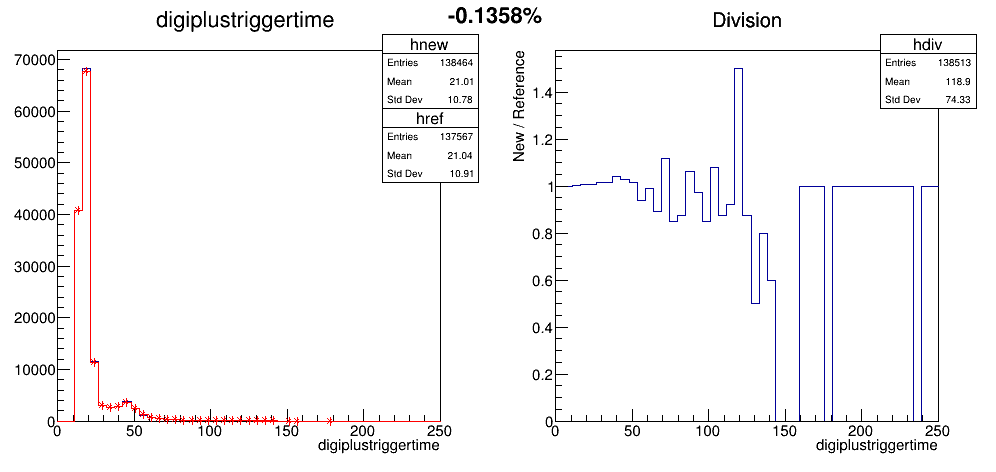 digiplustriggertime
-0.1358%
Division
hnew
Entries 138464
Mean 21.01
Std Dev 10.78
href
Entries 137567
Mean 21.04
Std Dev 10.91
70000
60000
50000
40000
30000
20000
10000
0
0 50 100 150 200 250
digiplustriggertime
hdiv
Entries 138513
Mean 118.9
Std Dev 74.33
New / Reference
1.4
1.2
1
0.8
0.6
0.4
0.2
0
0 50 100 150 200 250
digiplustriggertime